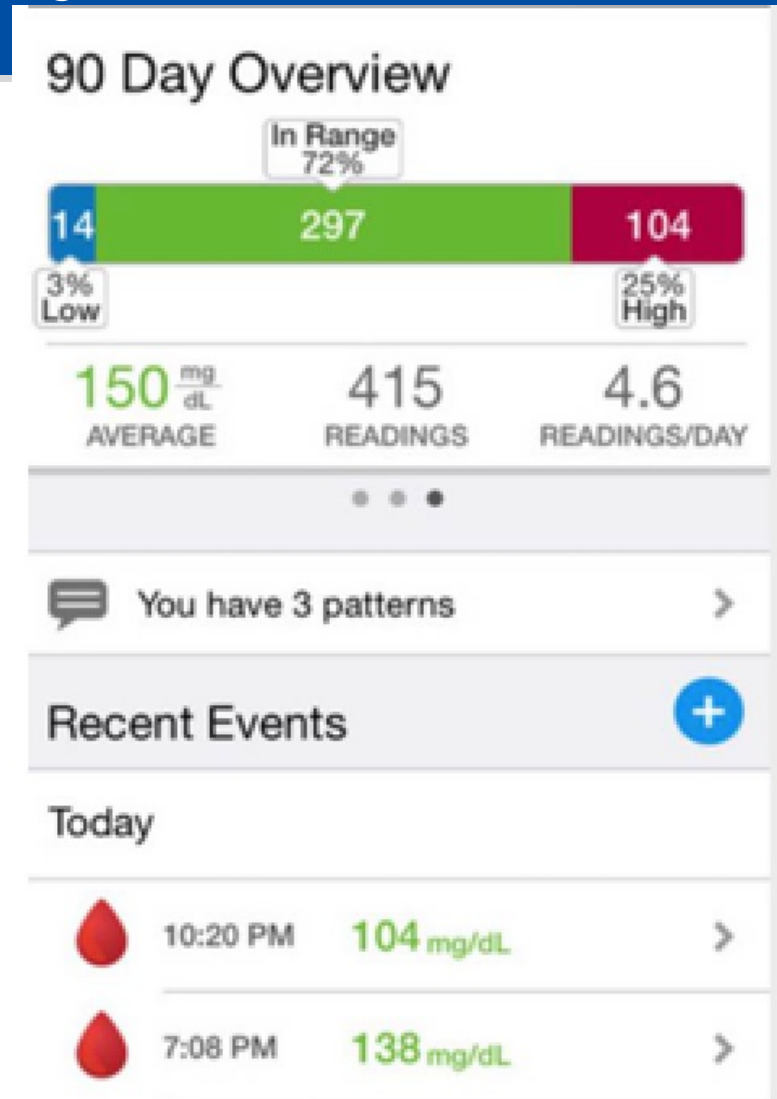 90 Day Overview
In Range
72%
14 297 104
3%
Low
25%
High
150 mg/dL 415 4.6
AVERAGE READINGS READINGS/DAY
You have 3 patterns
Recent Events
Today
10:20 PM 104 mg/dL
7:08 PM 138 mg/dL